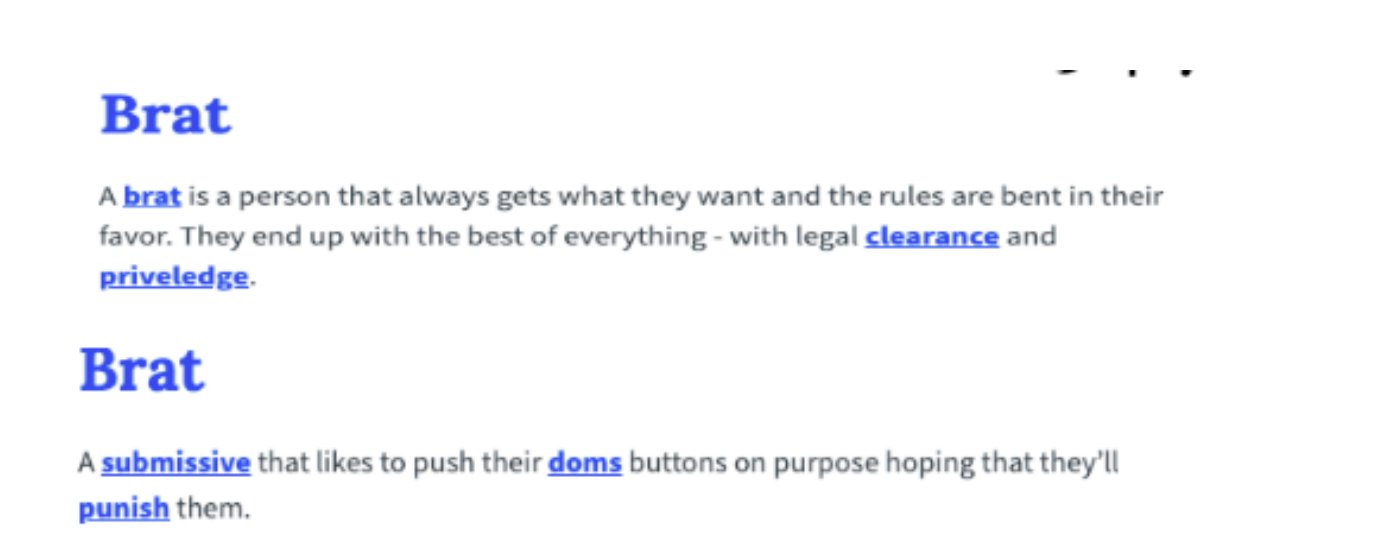 Brat
A brat is a person that always gets what they want and the rules are bent in their
favor. They end up with the best of everything - with legal clearance and
priveledge.
Brat
A submissive that likes to push their doms buttons on purpose hoping that they'll
punish them.